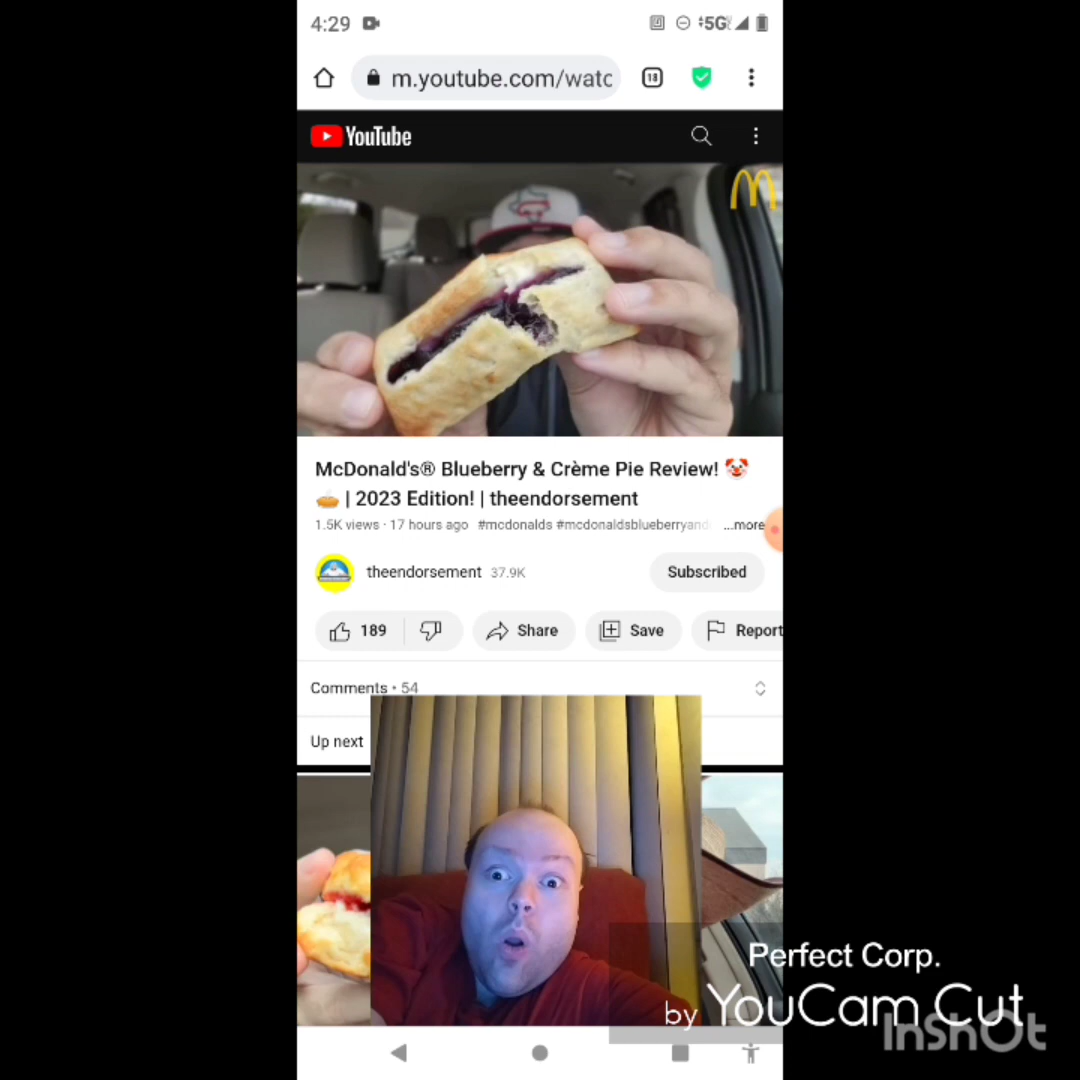 4:29
5G
m.youtube.com/watc
18
YouTube
McDonald's® Blueberry & Crème Pie Review! 🤡
🥧 | 2023 Edition! | theendorsement
1.5K views · 17 hours ago #mcdonalds #mcdonaldsblueberryand ...more
theendorsement 37.9K
Subscribed
189
Share
Save
Report
Comments • 54
Up next
Perfect Corp.
by YouCam Cut
InShOt